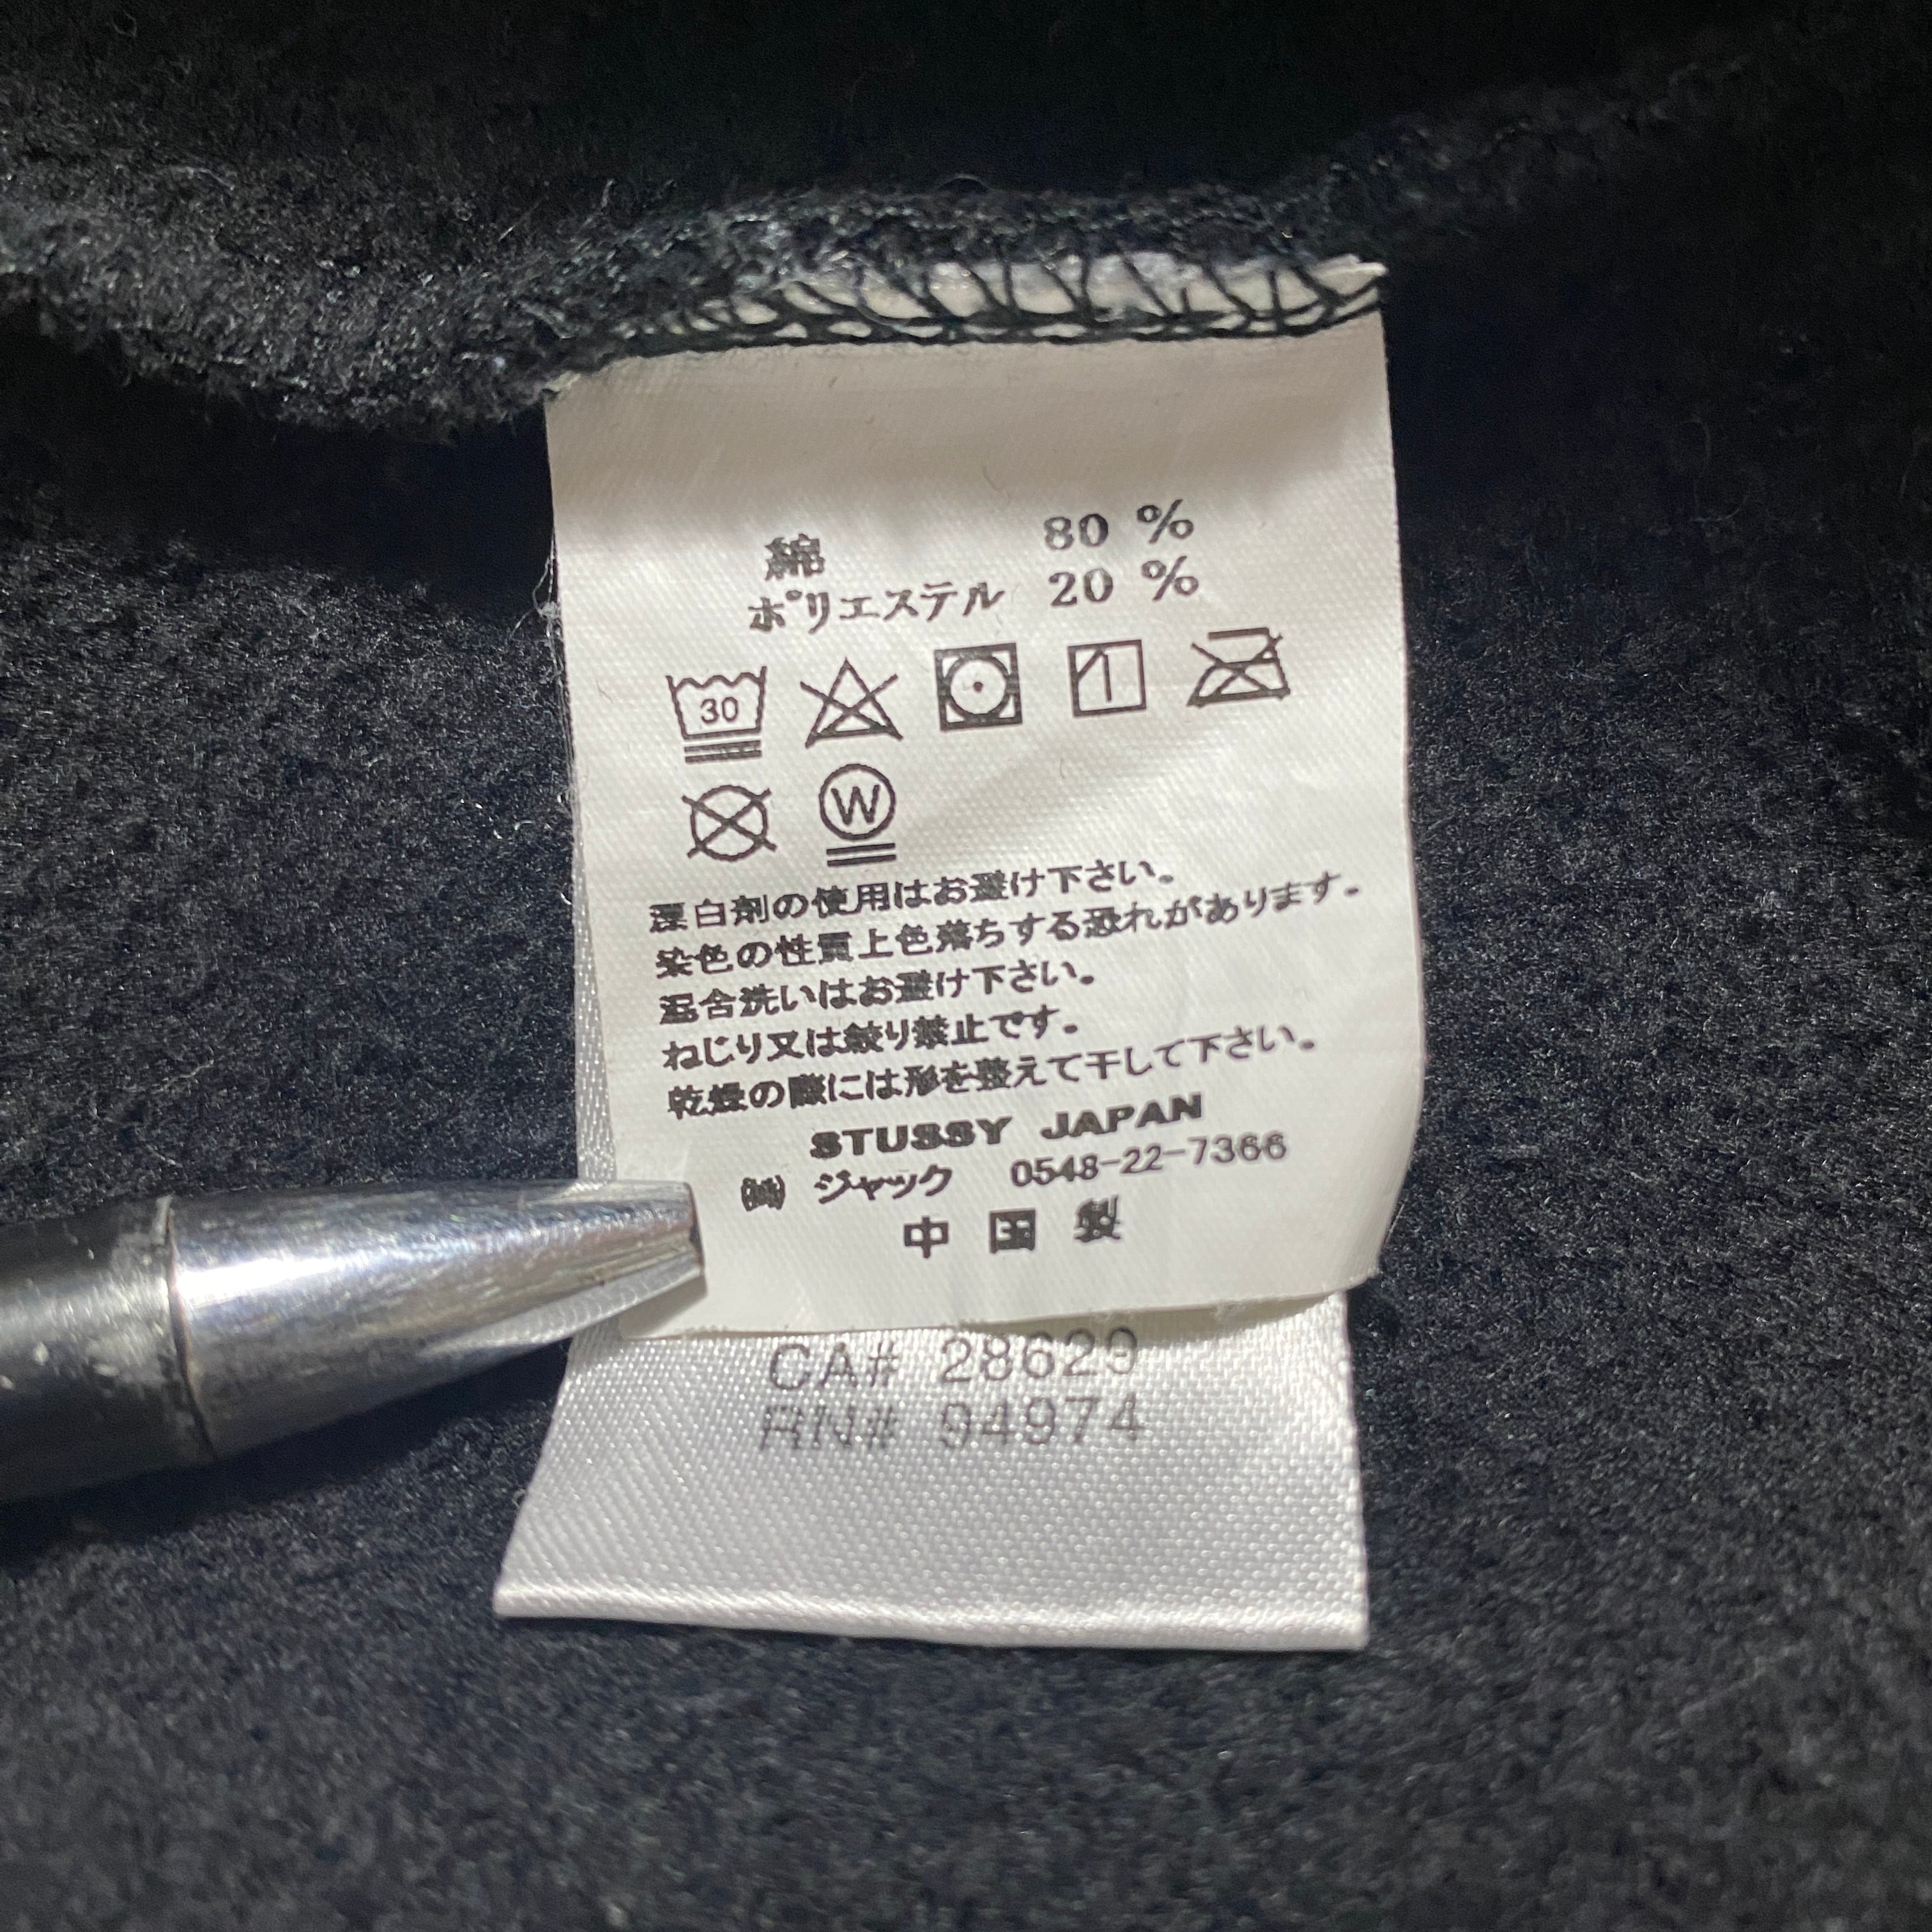 綿 80 %
ポリエステル 20 %
30
W
漂白剤の使用はお避け下さい。
染色の性質上色落ちする恐れがあります。
混合洗いはお避け下さい。
ねじり又は絞り禁止です。
乾燥の際には形を整えて干して下さい。
STUSSY JAPAN
㈱ ジャック 0548-22-7366
中国製
CA# 28629
RN# 94974